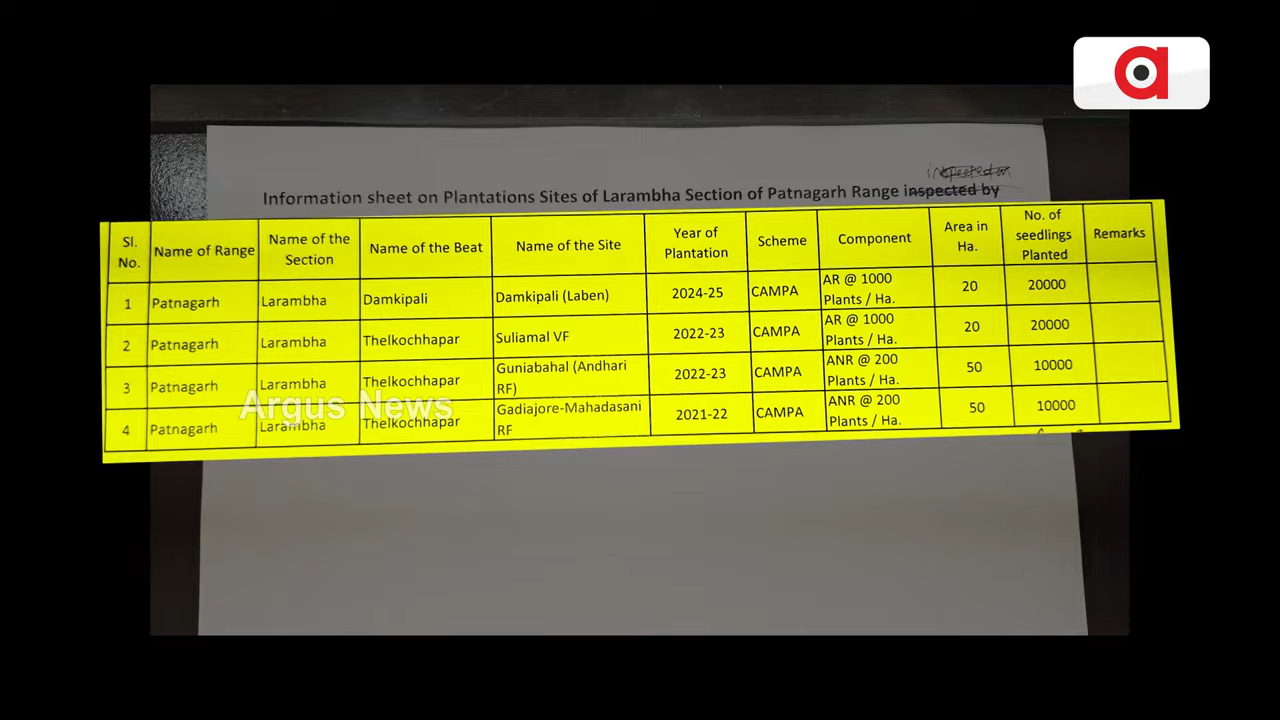 a
inspected on
Information sheet on Plantations Sites of Larambha Section of Patnagarh Range inspected by
Sl. No. Name of Range Name of the Section Name of the Beat Name of the Site Year of Plantation Scheme Component Area in Ha. No. of seedlings Planted Remarks
1 Patnagarh Larambha Damkipali Damkipali (Laben) 2024-25 CAMPA AR @ 1000 Plants / Ha. 20 20000
2 Patnagarh Larambha Thelkochhapar Suliamal VF 2022-23 CAMPA AR @ 1000 Plants / Ha. 20 20000
3 Patnagarh Larambha Thelkochhapar Guniabahal (Andhari RF) 2022-23 CAMPA ANR @ 200 Plants / Ha. 50 10000
4 Patnagarh Larambha Thelkochhapar Gadiajore-Mahadasani RF 2021-22 CAMPA ANR @ 200 Plants / Ha. 50 10000
Argus News